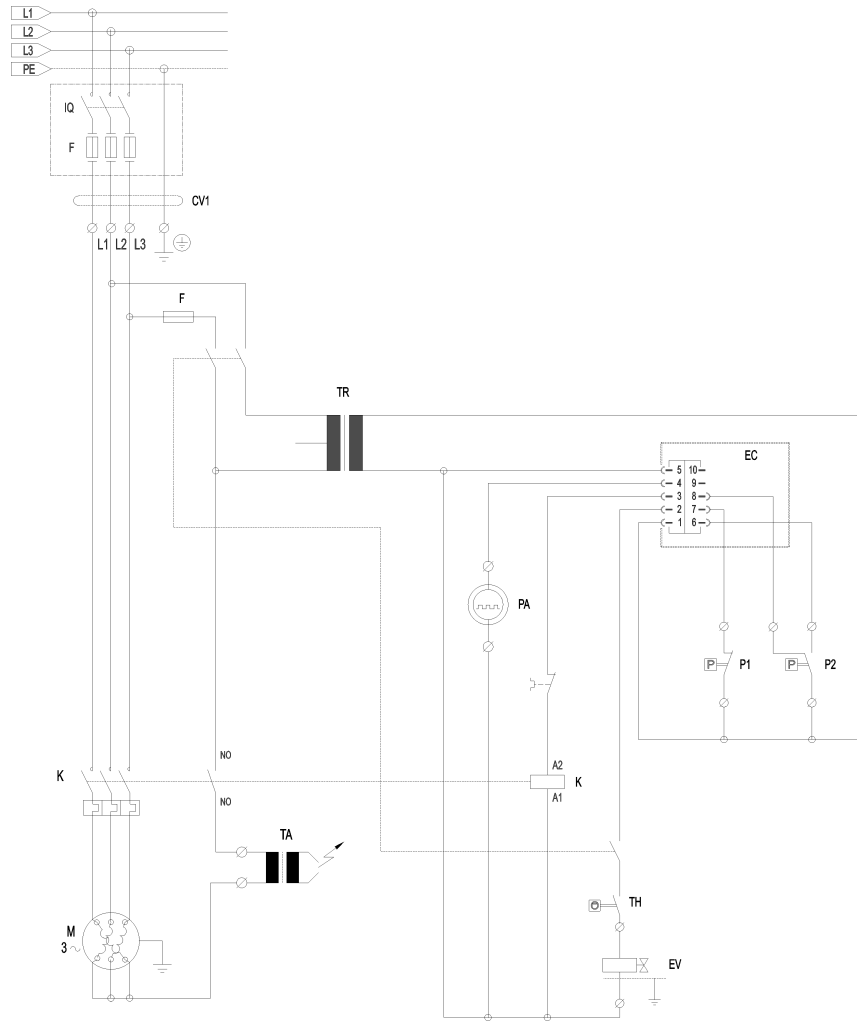 L1
L2
L3
PE
IQ
F
CV1
L1 L2 L3
F
TR
EC
5 10
4 9
3 8
2 7
1 6
PA
P P1
P P2
NO
K
A2
K
NO
A1
TA
TH
M
3 ~
EV